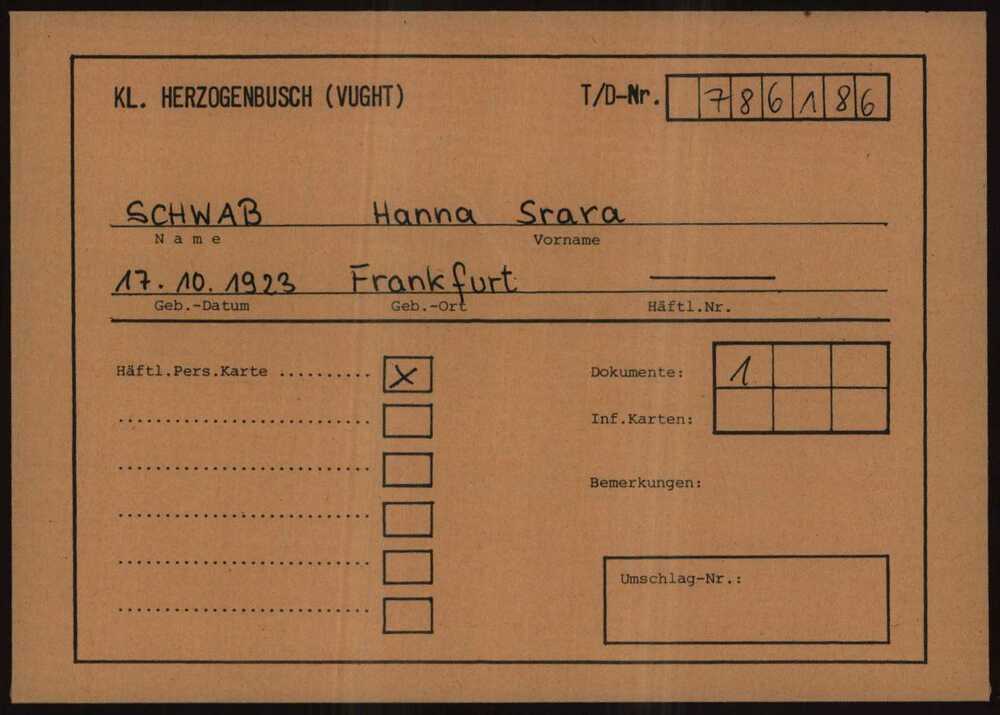 KL. HERZOGENBUSCH (VUGHT) T/D-Nr. 786186
SCHWAB Hanna Srara
Name Vorname
17. 10. 1923 Frankfurt
Geb.-Datum Geb.-Ort Häftl.Nr.
Häftl.Pers.Karte .......... X
Dokumente: 1
Inf.Karten:
Bemerkungen:
Umschlag-Nr.: